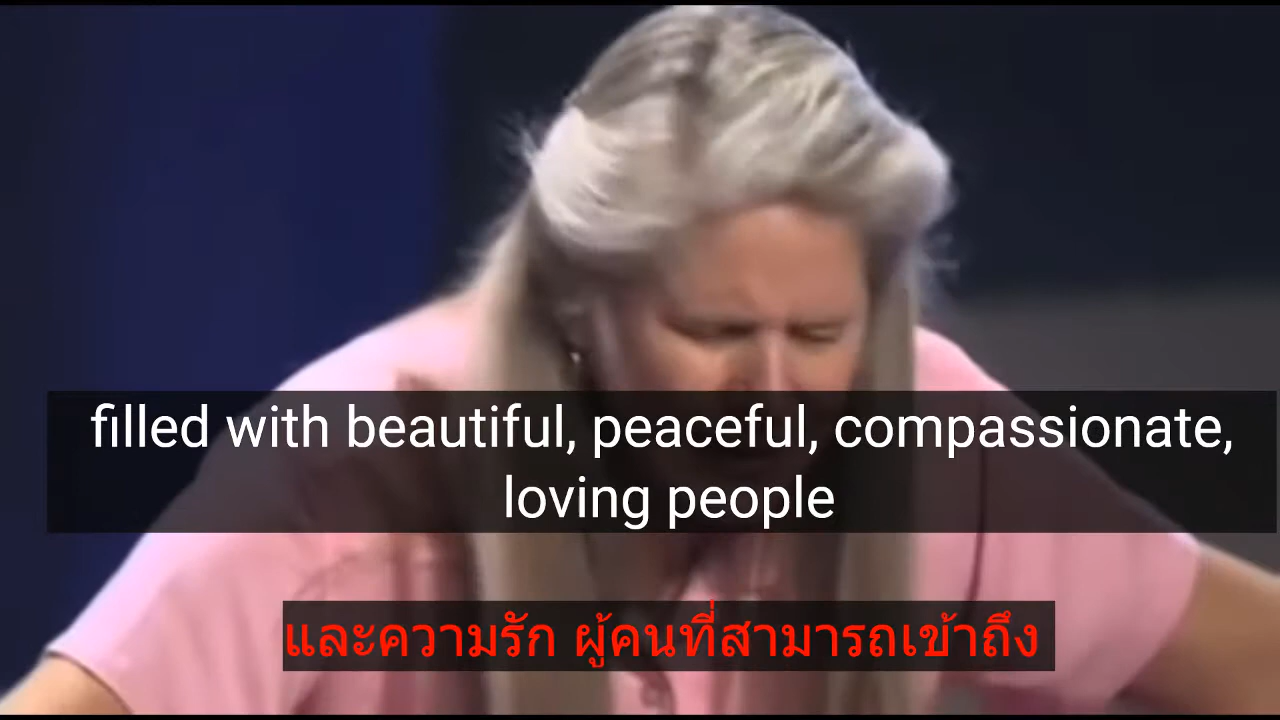 filled with beautiful, peaceful, compassionate,
loving people
และความรัก ผู้คนที่สามารถเข้าถึง